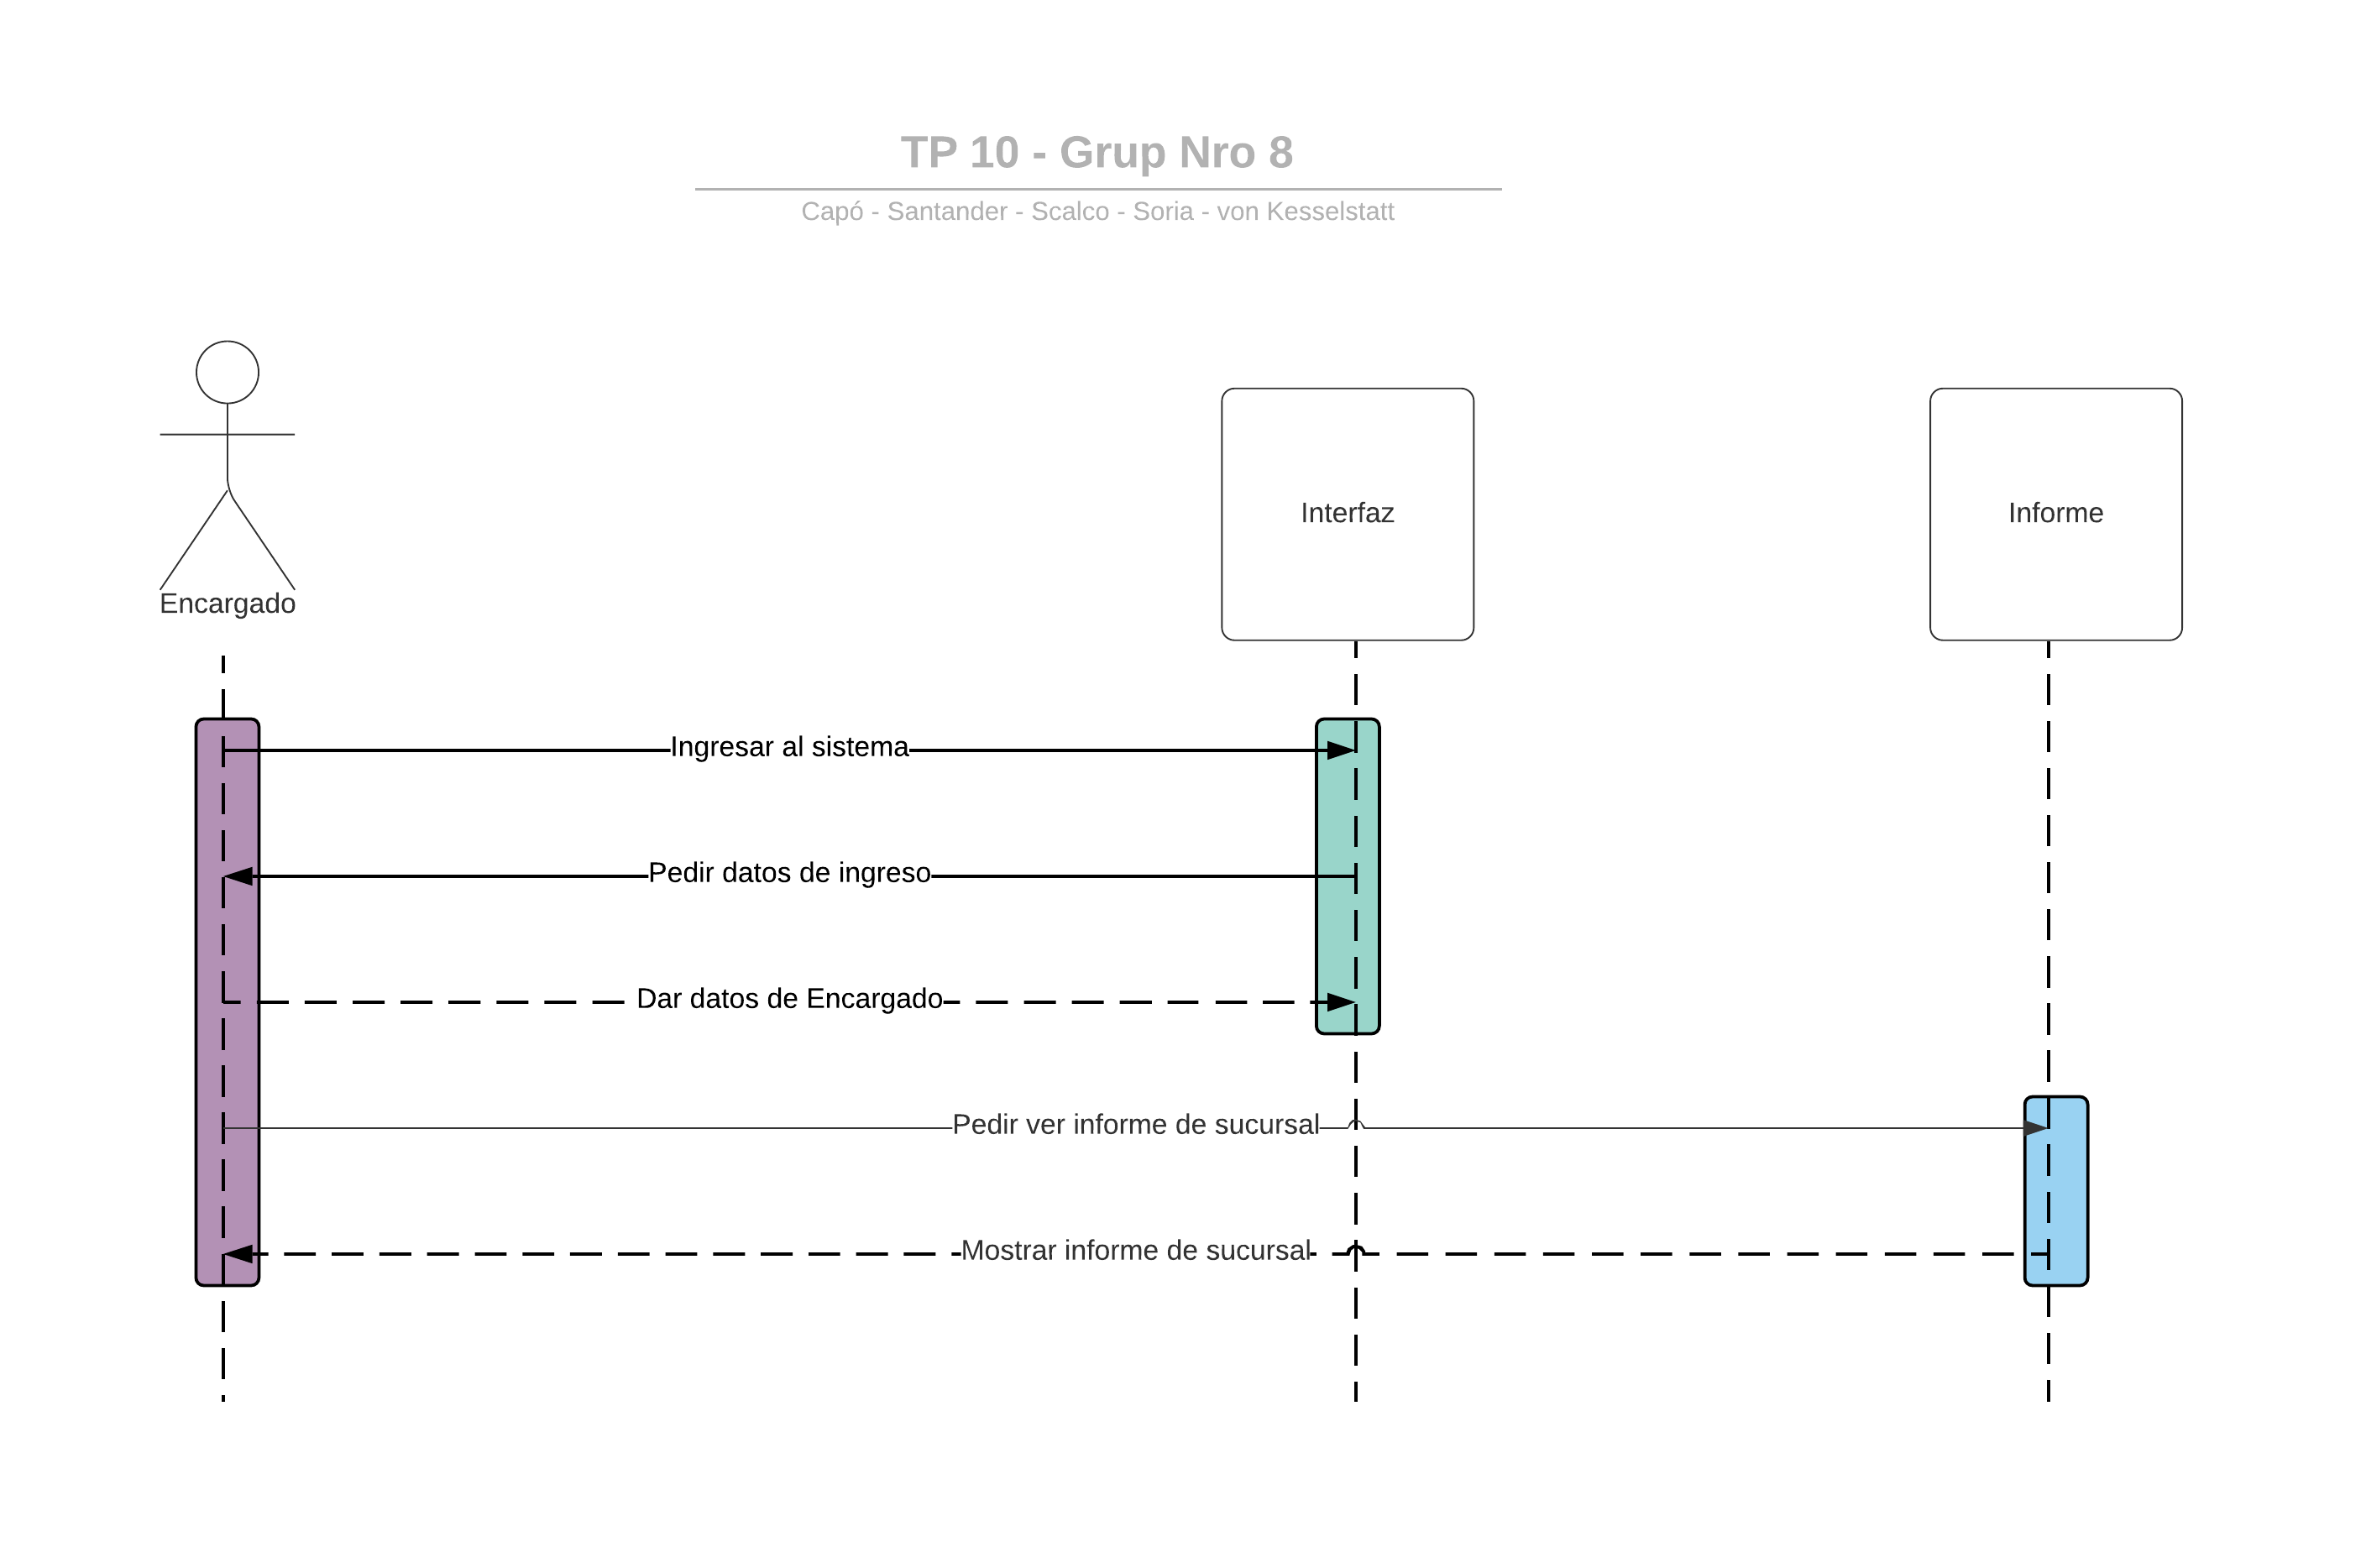 TP 10 - Grup Nro 8
Capó - Santander - Scalco - Soria - von Kesselstatt
Encargado
Interfaz
Informe
Ingresar al sistema
Pedir datos de ingreso
Dar datos de Encargado
Pedir ver informe de sucursal
Mostrar informe de sucursal